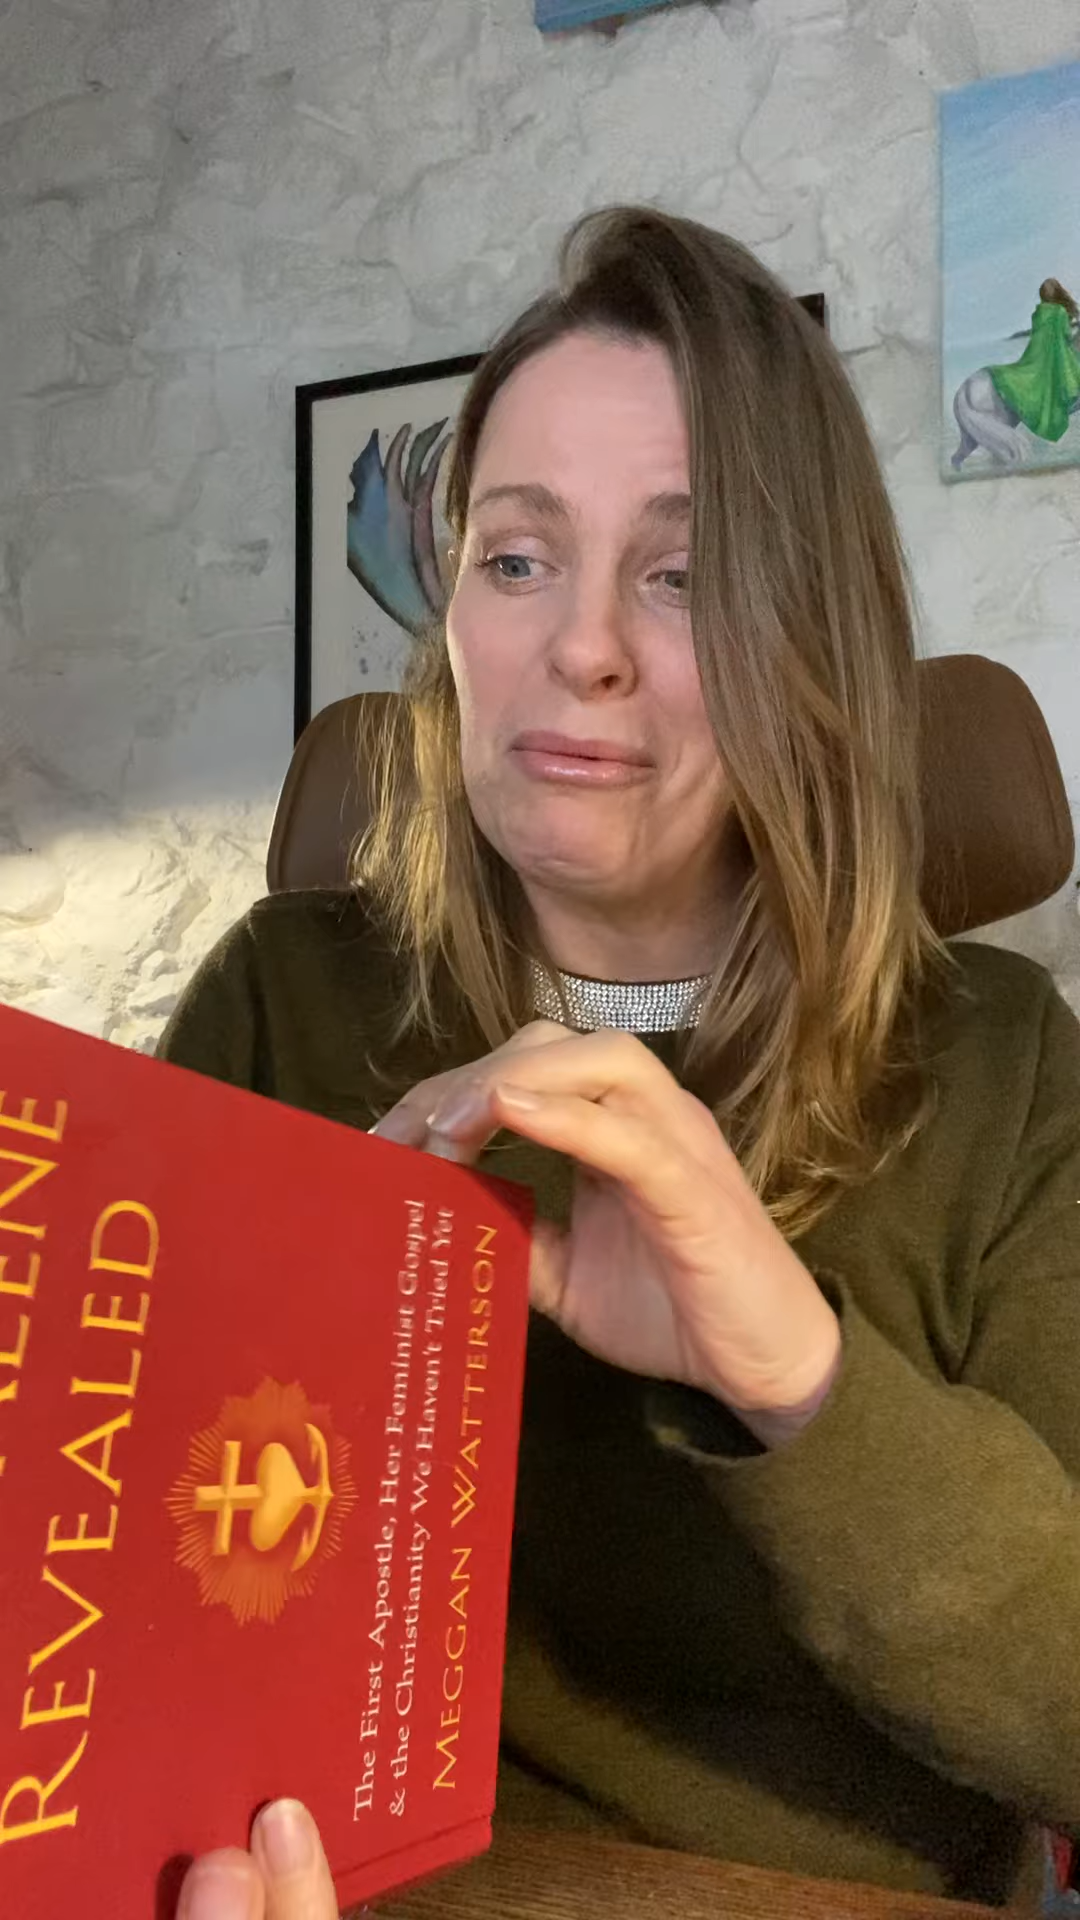 REVEALED
The First Apostle, Her Feminist Gospel
& the Christianity We Haven't Tried Yet
MEGGAN WATTERSON